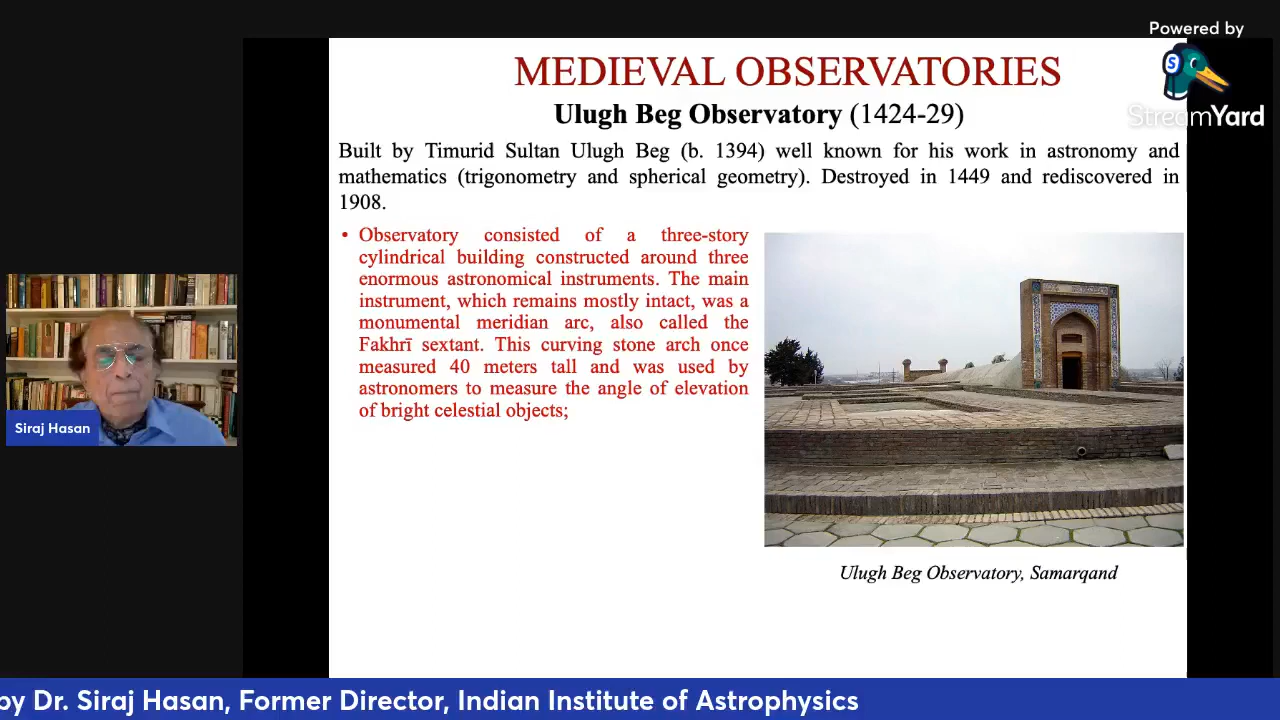 Powered by
StreamYard
MEDIEVAL OBSERVATORIES
Ulugh Beg Observatory (1424-29)
Built by Timurid Sultan Ulugh Beg (b. 1394) well known for his work in astronomy and
mathematics (trigonometry and spherical geometry). Destroyed in 1449 and rediscovered in
1908.
• Observatory consisted of a three-story
cylindrical building constructed around three
enormous astronomical instruments. The main
instrument, which remains mostly intact, was a
monumental meridian arc, also called the
Fakhrī sextant. This curving stone arch once
measured 40 meters tall and was used by
astronomers to measure the angle of elevation
of bright celestial objects;
Ulugh Beg Observatory, Samarqand
Siraj Hasan
by Dr. Siraj Hasan, Former Director, Indian Institute of Astrophysics